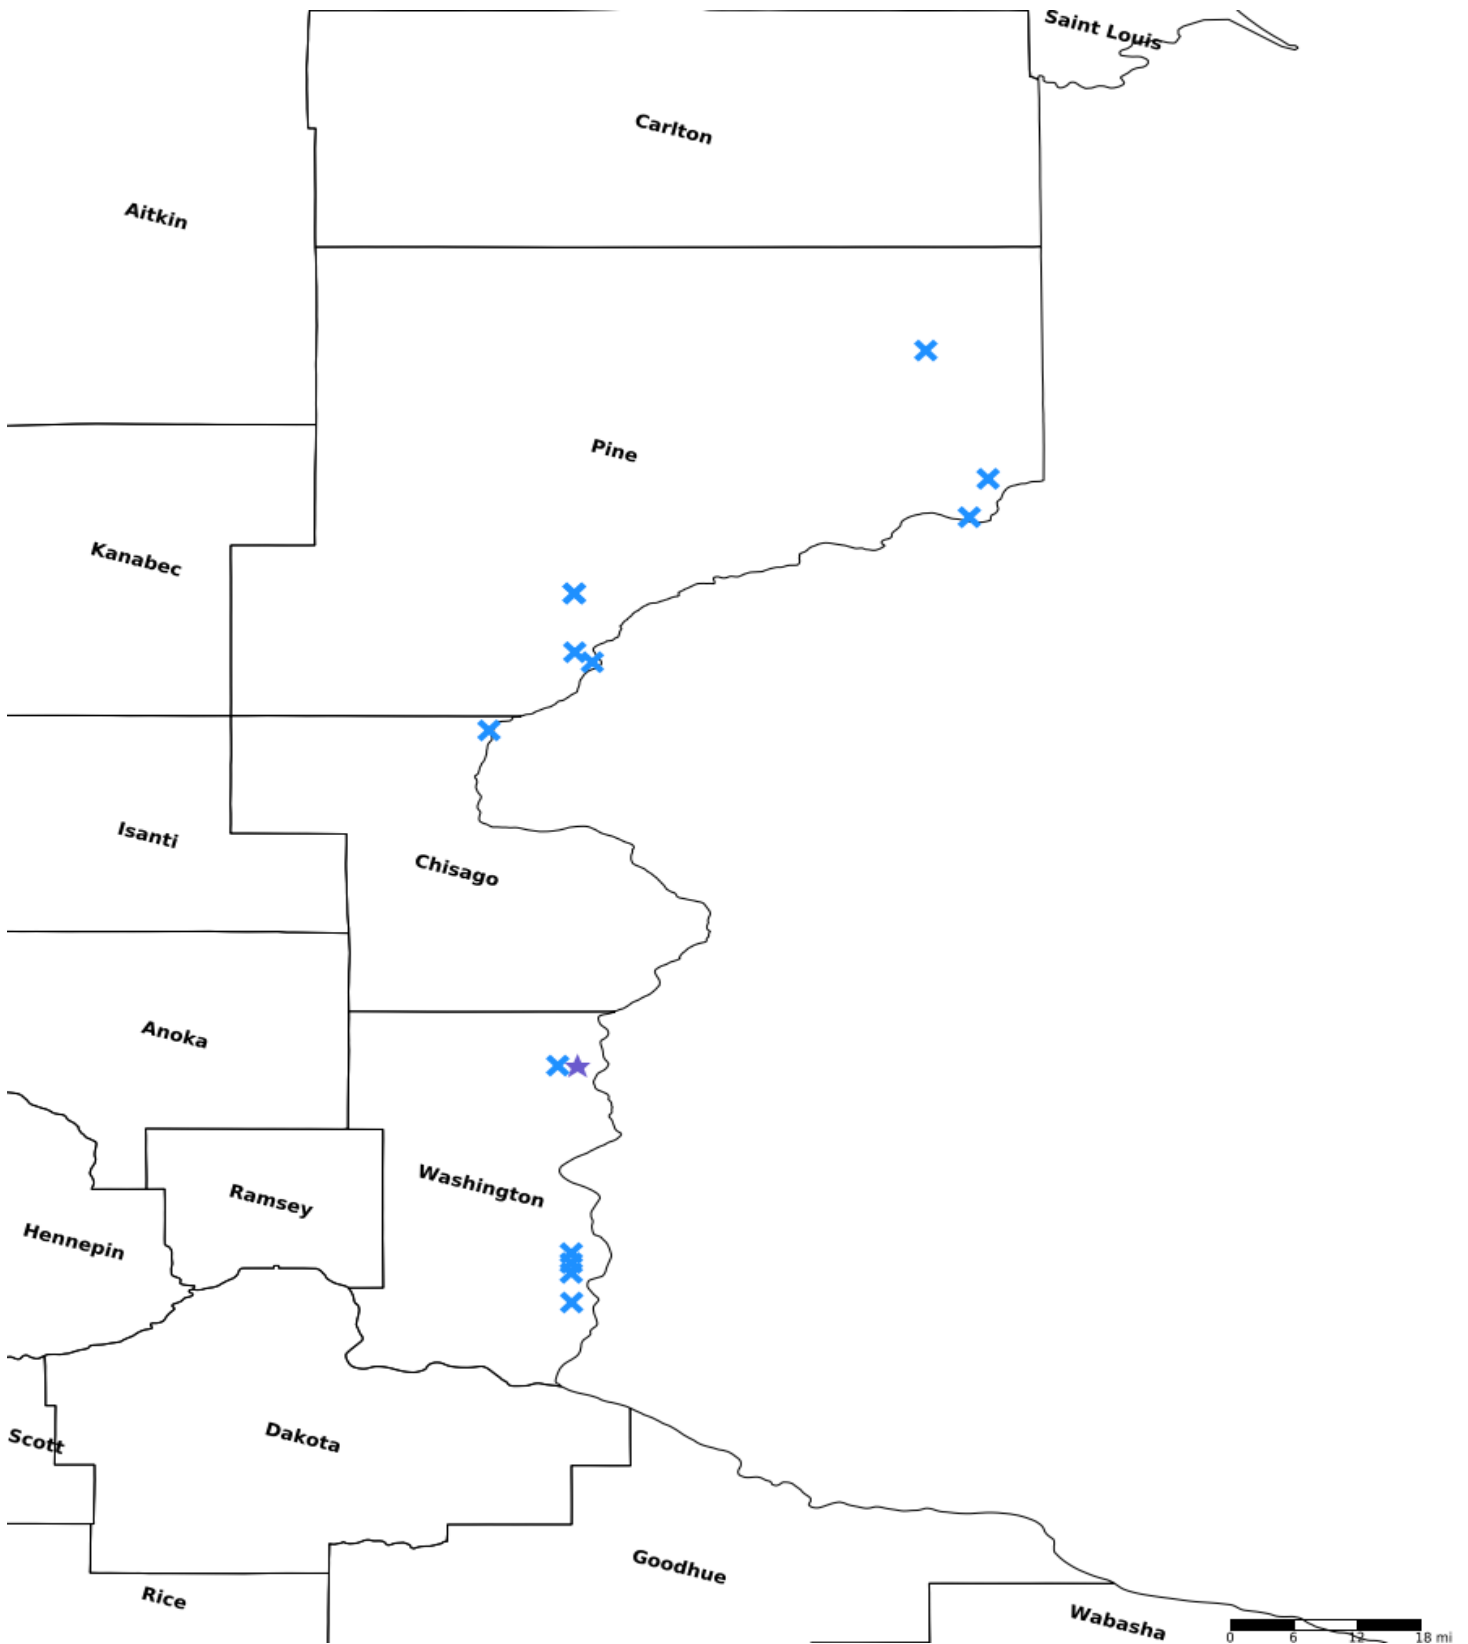 Saint Louis
Carlton
Aitkin
Pine
Kanabec
Isanti
Chisago
Anoka
Washington
Ramsey
Hennepin
Dakota
Scott
Goodhue
Rice
Wabasha
0 6 12 18 mi